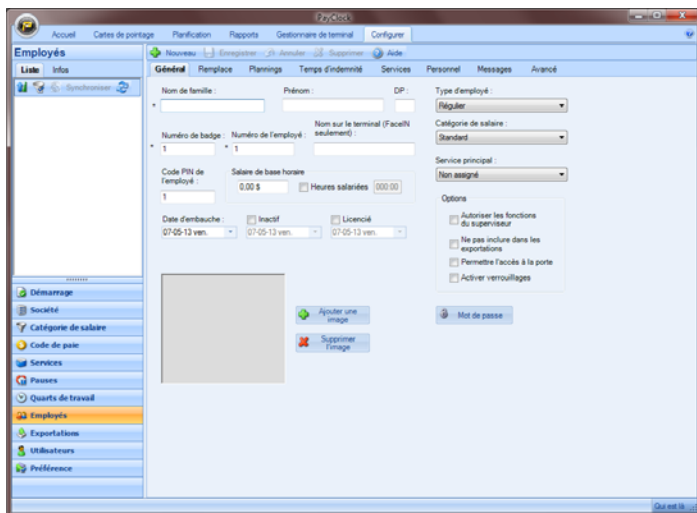 PayClock
Accueil Cartes de pointage Planification Rapports Gestionnaire de terminal Configurer
Employés
Nouveau Enregistrer Annuler Supprimer Aide
Liste Infos
Général Remplace Plannings Temps d'indemnité Services Personnel Messages Avancé
Synchroniser
Nom de famille : Prénom : DP : Type d'employé :
* Régulier
Catégorie de salaire :
Numéro de badge : Numéro de l'employé : Nom sur le terminal (FaceIN seulement) : Standard
* 1 * 1
Service principal :
Code PIN de l'employé : Salaire de base horaire Non assigné
0,00 $ Heures salariées 000:00
1
Options
Autoriser les fonctions du superviseur
Date d'embauche : Inactif Licencié
07-05-13 ven. 07-05-13 ven. 07-05-13 ven.
Ne pas inclure dans les exportations
Permettre l'accès à la porte
Activer verrouillages
Ajouter une image
Mot de passe
Supprimer l'image
Démarrage
Société
Catégorie de salaire
Code de paie
Services
Pauses
Quarts de travail
Employés
Exportations
Utilisateurs
Préférence
Qui est là